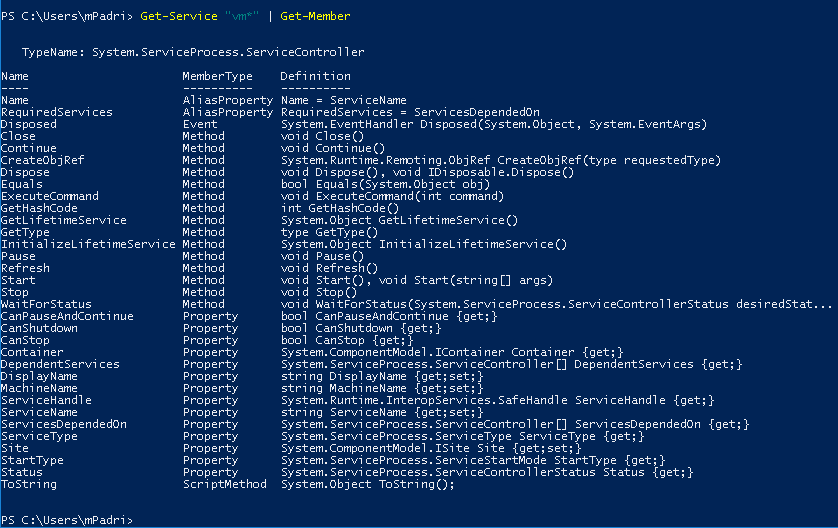 PS C:\Users\mPadri> Get-Service "vm*" | Get-Member
TypeName: System.ServiceProcess.ServiceController
Name MemberType Definition
---- ---------- ----------
Name AliasProperty Name = ServiceName
RequiredServices AliasProperty RequiredServices = ServicesDependedOn
Disposed Event System.EventHandler Disposed(System.Object, System.EventArgs)
Close Method void Close()
Continue Method void Continue()
CreateObjRef Method System.Runtime.Remoting.ObjRef CreateObjRef(type requestedType)
Dispose Method void Dispose(), void IDisposable.Dispose()
Equals Method bool Equals(System.Object obj)
ExecuteCommand Method void ExecuteCommand(int command)
GetHashCode Method int GetHashCode()
GetLifetimeService Method System.Object GetLifetimeService()
GetType Method type GetType()
InitializeLifetimeService Method System.Object InitializeLifetimeService()
Pause Method void Pause()
Refresh Method void Refresh()
Start Method void Start(), void Start(string[] args)
Stop Method void Stop()
WaitForStatus Method void WaitForStatus(System.ServiceProcess.ServiceControllerStatus desiredStat...
CanPauseAndContinue Property bool CanPauseAndContinue {get;}
CanShutdown Property bool CanShutdown {get;}
CanStop Property bool CanStop {get;}
Container Property System.ComponentModel.IContainer Container {get;}
DependentServices Property System.ServiceProcess.ServiceController[] DependentServices {get;}
DisplayName Property string DisplayName {get;set;}
MachineName Property string MachineName {get;set;}
ServiceHandle Property System.Runtime.InteropServices.SafeHandle ServiceHandle {get;}
ServiceName Property string ServiceName {get;set;}
ServicesDependedOn Property System.ServiceProcess.ServiceController[] ServicesDependedOn {get;}
ServiceType Property System.ServiceProcess.ServiceType ServiceType {get;}
Site Property System.ComponentModel.ISite Site {get;set;}
StartType Property System.ServiceProcess.ServiceStartMode StartType {get;}
Status Property System.ServiceProcess.ServiceControllerStatus Status {get;}
ToString ScriptMethod System.Object ToString();
PS C:\Users\mPadri>